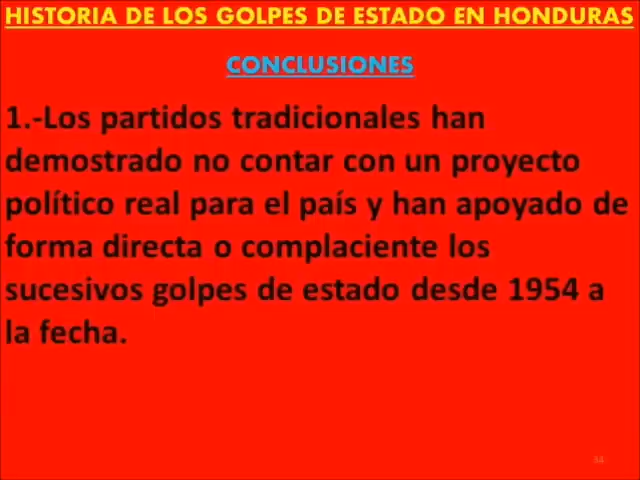 HISTORIA DE LOS GOLPES DE ESTADO EN HONDURAS
CONCLUSIONES
1.-Los partidos tradicionales han
demostrado no contar con un proyecto
político real para el país y han apoyado de
forma directa o complaciente los
sucesivos golpes de estado desde 1954 a
la fecha.
34